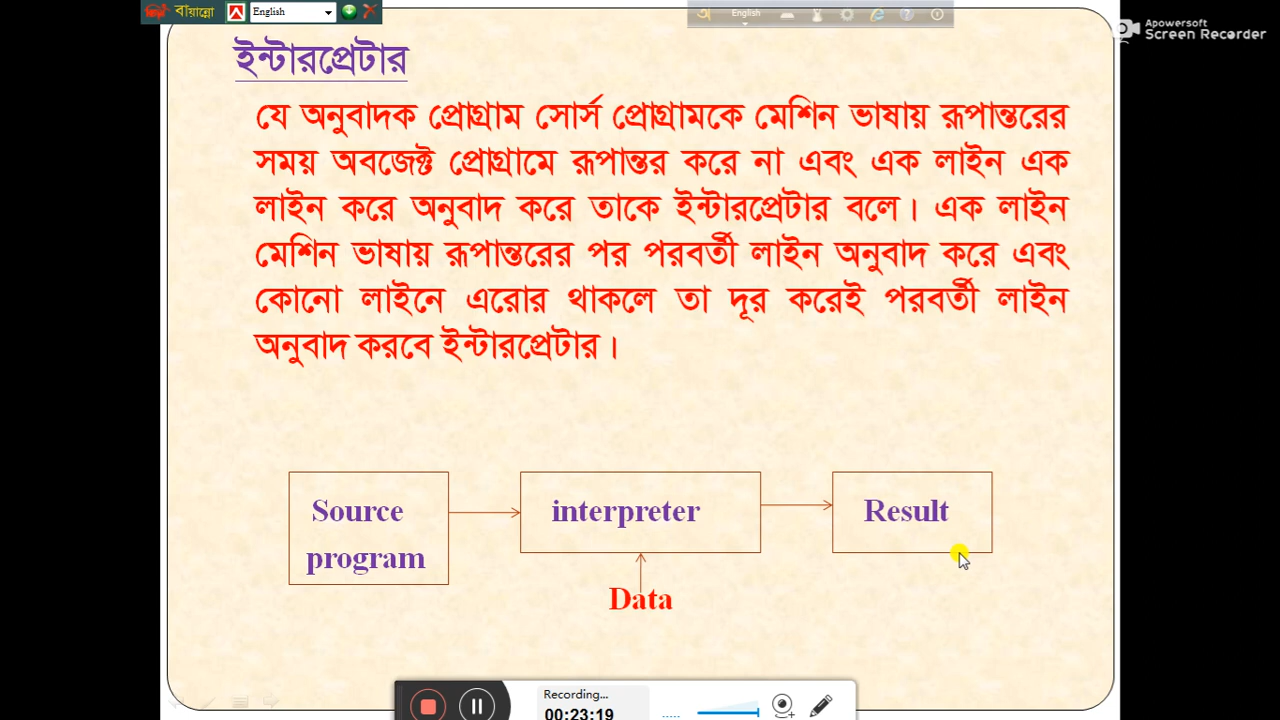 বায়ান্নো
English
English
Apowersoft
Screen Recorder
ইন্টারপ্রেটার
যে অনুবাদক প্রোগ্রাম সোর্স প্রোগ্রামকে মেশিন ভাষায় রূপান্তরের
সময় অবজেক্ট প্রোগ্রামে রূপান্তর করে না এবং এক লাইন এক
লাইন করে অনুবাদ করে তাকে ইন্টারপ্রেটার বলে। এক লাইন
মেশিন ভাষায় রূপান্তরের পর পরবর্তী লাইন অনুবাদ করে এবং
কোনো লাইনে এরোর থাকলে তা দূর করেই পরবর্তী লাইন
অনুবাদ করবে ইন্টারপ্রেটার।
Source
program
interpreter
Result
Data
Recording...
00:23:19